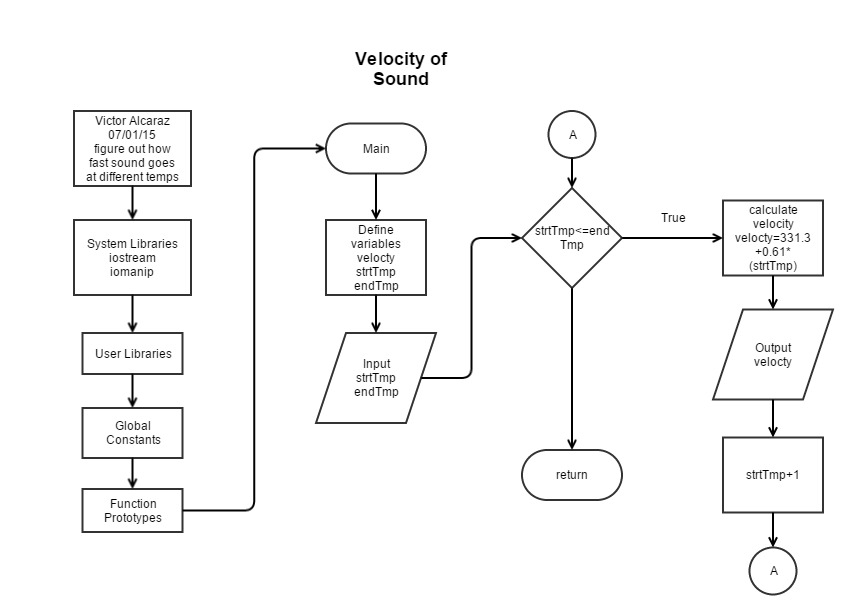 Velocity of
Sound
Victor Alcaraz
07/01/15
figure out how
fast sound goes
at different temps
System Libraries
iostream
iomanip
User Libraries
Global
Constants
Function
Prototypes
Main
Define
variables
velocty
strtTmp
endTmp
Input
strtTmp
endTmp
A
strtTmp<=end
Tmp
True
return
calculate
velocity
velocty=331.3
+0.61*
(strtTmp)
Output
velocty
strtTmp+1
A